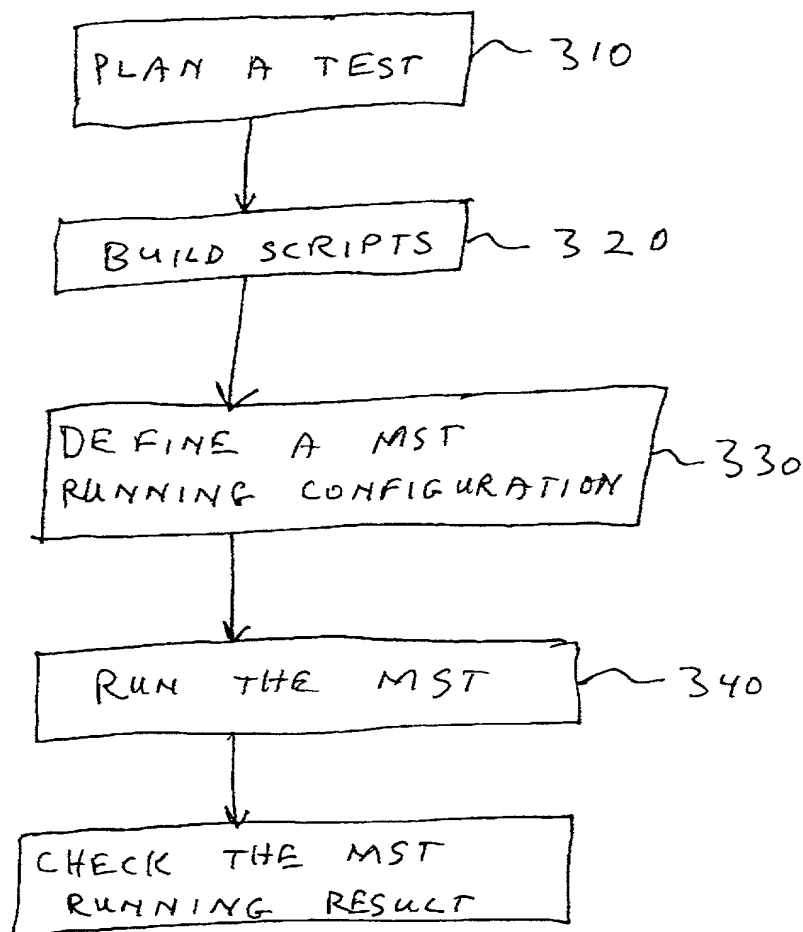 PLAN A TEST 310
BUILD SCRIPTS 320
DEFINE A MST
RUNNING CONFIGURATION 330
RUN THE MST 340
CHECK THE MST
RUNNING RESULT